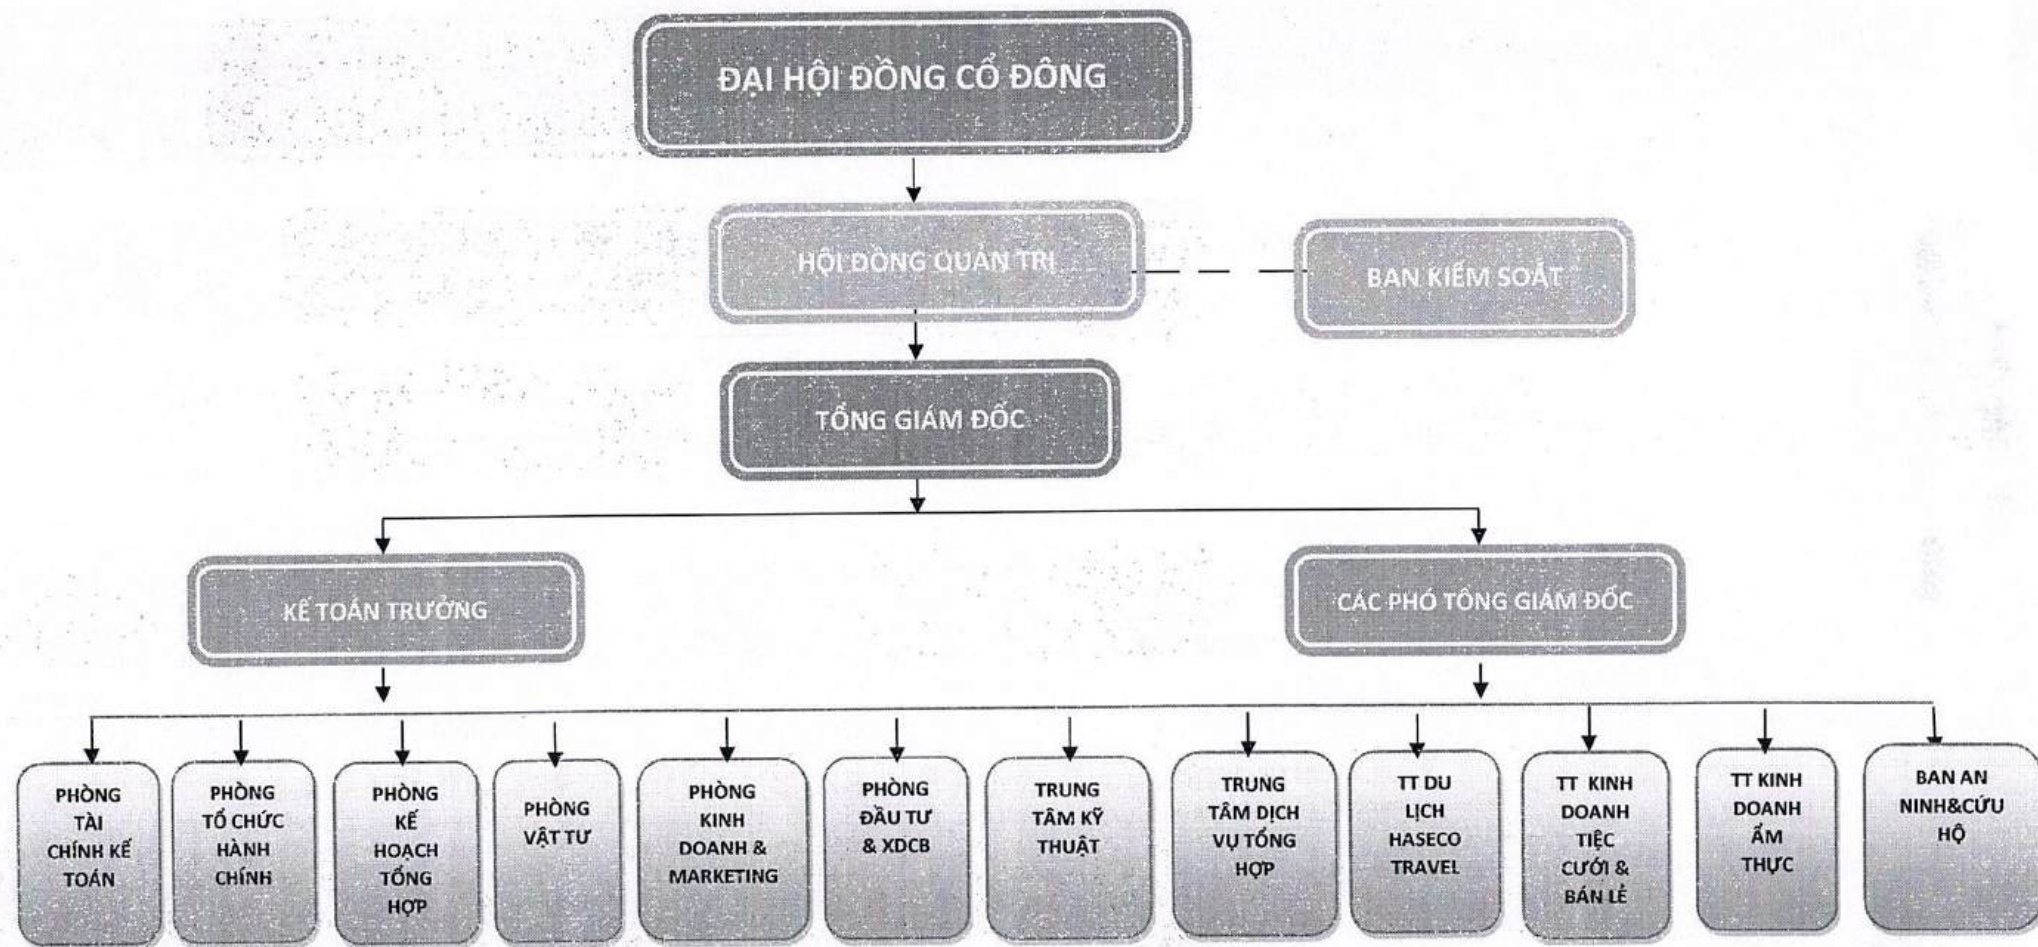 ĐẠI HỘI ĐỒNG CỔ ĐÔNG
HỘI ĐỒNG QUẢN TRỊ
BAN KIỂM SOÁT
TỔNG GIÁM ĐỐC
KẾ TOÁN TRƯỞNG
CÁC PHÓ TỔNG GIÁM ĐỐC
PHÒNG
TÀI
CHÍNH KẾ
TOÁN
PHÒNG
TỔ CHỨC
HÀNH
CHÍNH
PHÒNG
KẾ
HOẠCH
TỔNG
HỢP
PHÒNG
VẬT TƯ
PHÒNG
KINH
DOANH &
MARKETING
PHÒNG
ĐẦU TƯ
& XDCB
TRUNG
TÂM KỸ
THUẬT
TRUNG
TÂM DỊCH
VỤ TỔNG
HỢP
TT DU
LỊCH
HASECO
TRAVEL
TT KINH
DOANH
TIỆC
CƯỚI &
BÁN LẺ
TT KINH
DOANH
ẨM
THỰC
BAN AN
NINH&CỨU
HỘ